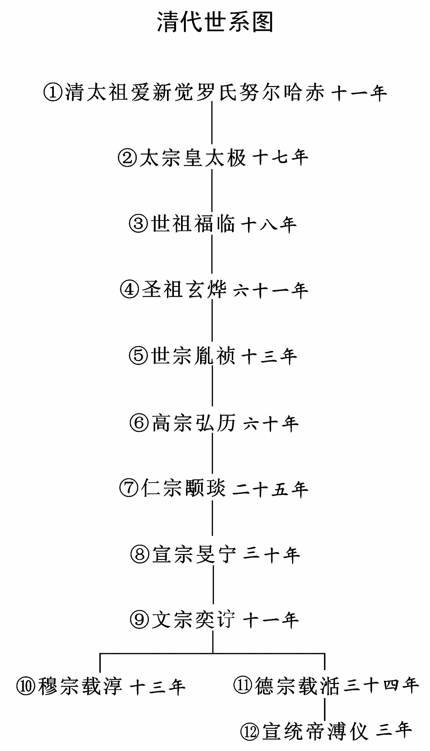 清代世系图
①清太祖爱新觉罗氏努尔哈赤 十一年
②太宗皇太极 十七年
③世祖福临 十八年
④圣祖玄烨 六十一年
⑤世宗胤祯 十三年
⑥高宗弘历 六十年
⑦仁宗颙琰 二十五年
⑧宣宗旻宁 三十年
⑨文宗奕詝 十一年
⑩穆宗载淳 十三年
⑪德宗载湉 三十四年
⑫宣统帝溥仪 三年